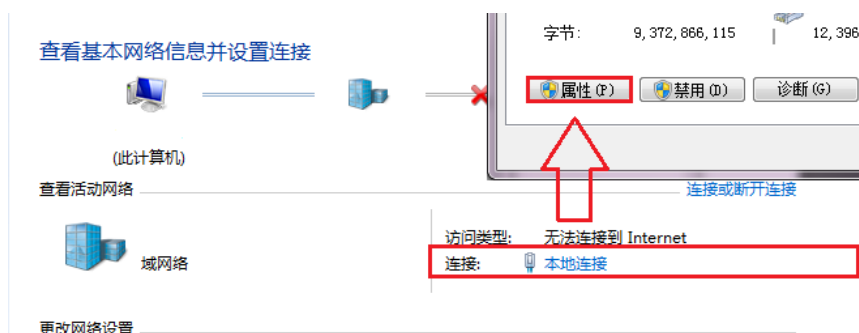 字节: 9,372,866,115 12,396
查看基本网络信息并设置连接
属性(P) 禁用(D) 诊断(G)
(此计算机)
查看活动网络 连接或断开连接
访问类型: 无法连接到 Internet
域网络
连接: 本地连接
更改网络设置